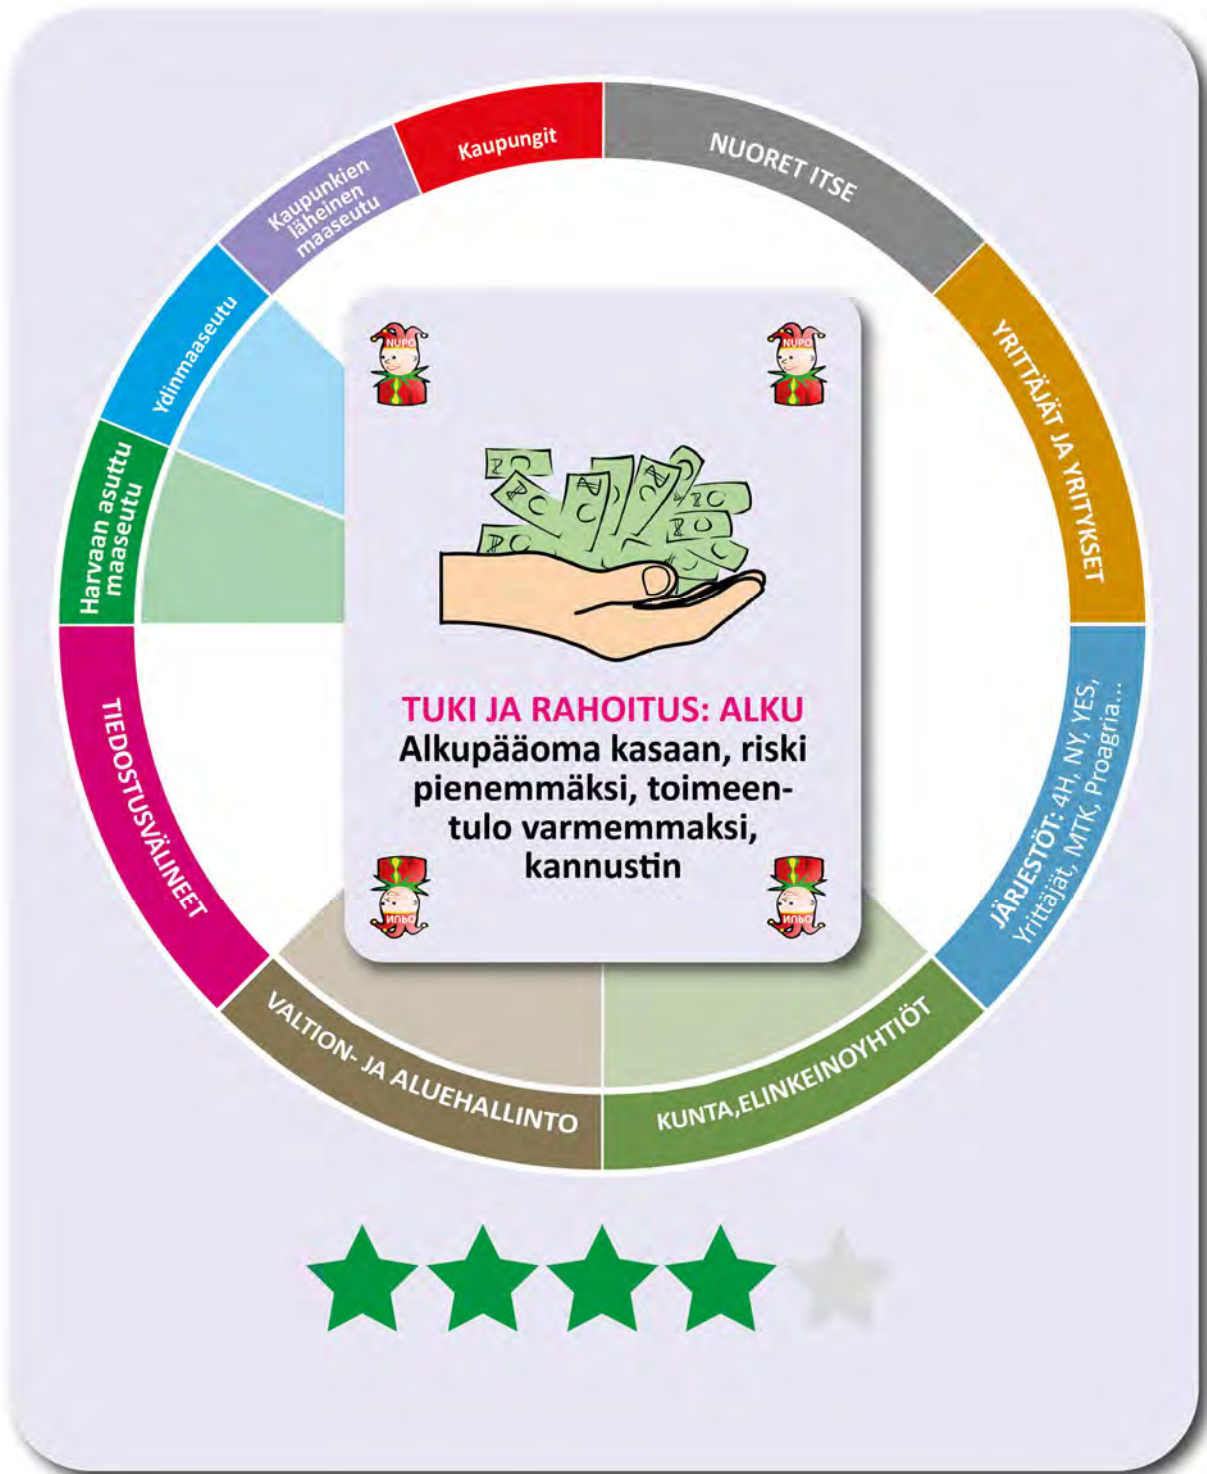 Kaupungit
NUORET ITSE
Kaupunkien
läheinen
maaseutu
YRITTÄJÄT JA YRITYKSET
Ydinmaaseutu
Harvaan asuttu
maaseutu
NUPO
NUPO
TUKI JA RAHOITUS: ALKU
Alkupääoma kasaan, riski
pienemmäksi, toimeen-
tulo varmemmaksi,
kannustin
NUPO
NUPO
TIEDOSTUSVÄLINEET
JÄRJESTÖT: 4H, NY, YES,
Yrittäjät, MTK, Proagria...
VALTION- JA ALUEHALLINTO
KUNTA,ELINKEINOYHTIÖT